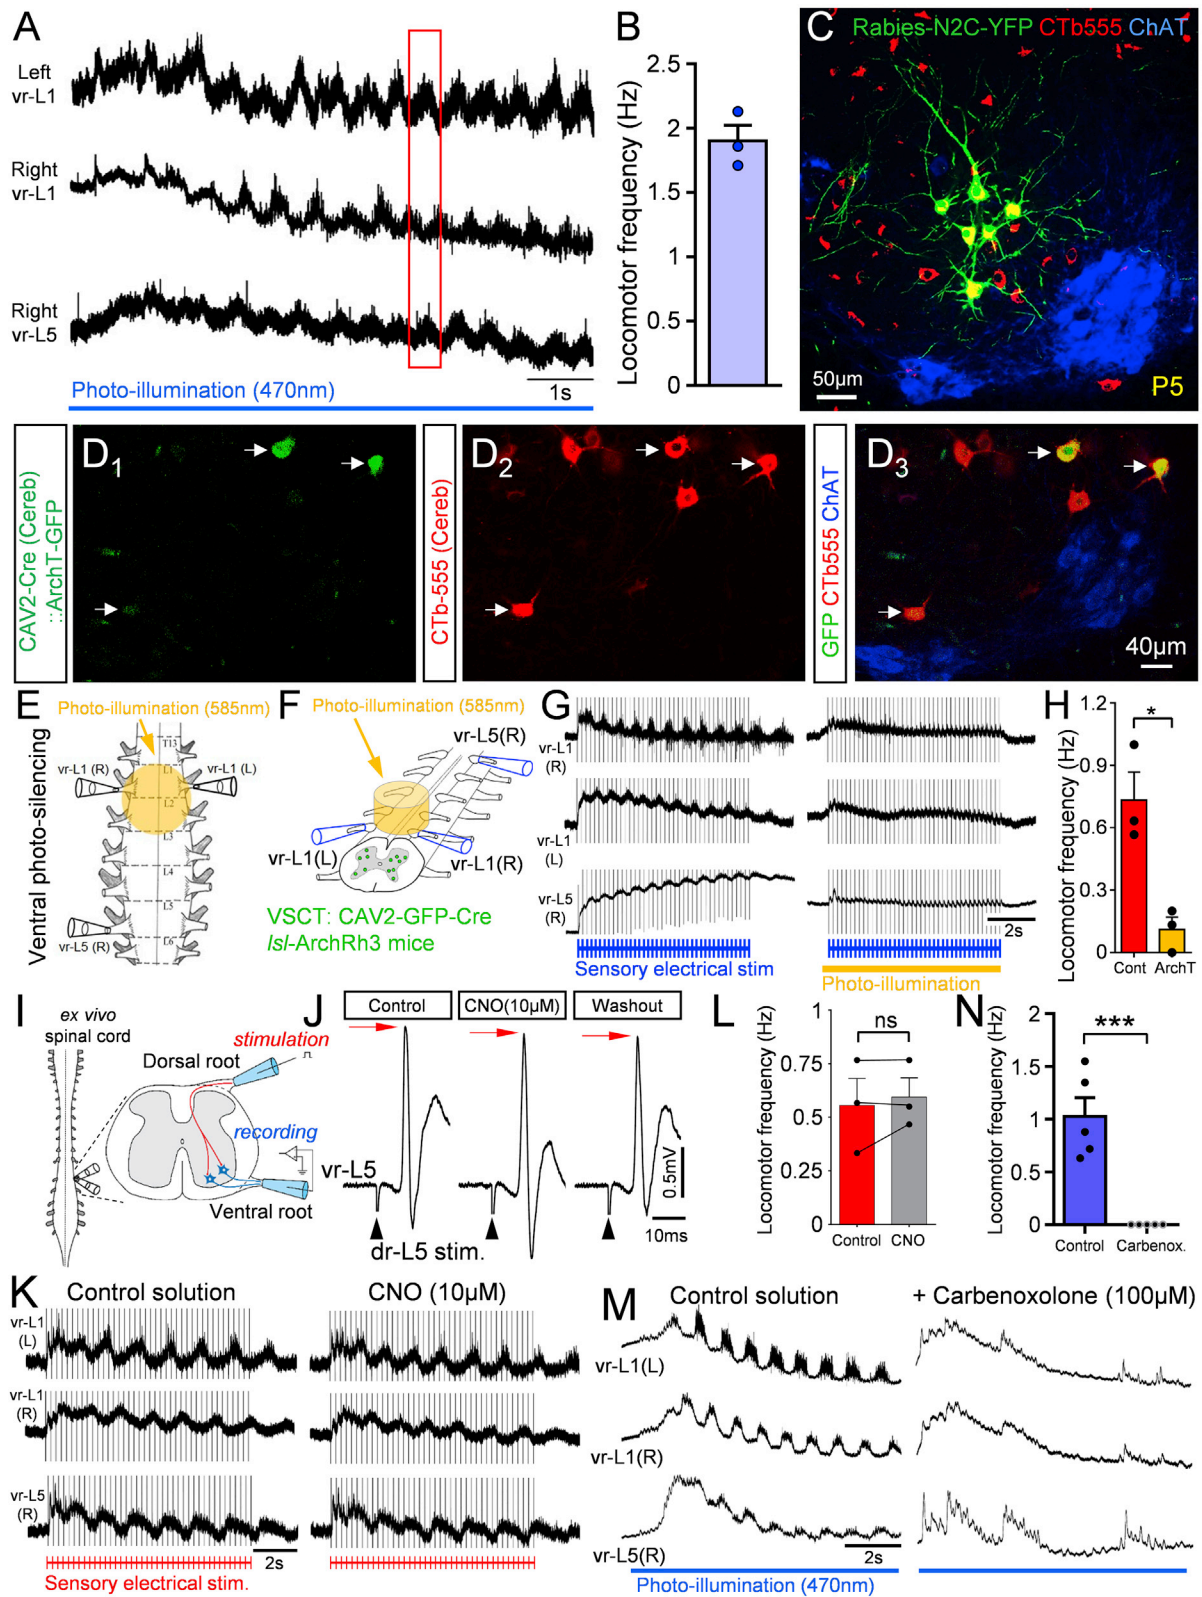 A
Left
vr-L1
Right
vr-L1
Right
vr-L5
Photo-illumination (470nm)
1s
B
Locomotor frequency (Hz)
2.5
2
1.5
1
0.5
0
C
Rabies-N2C-YFP CTb555 ChAT
50µm
P5
CAV2-Cre (Cereb)
::ArchT-GFP
D1
CTb-555 (Cereb)
D2
GFP CTb555 ChAT
D3
40µm
E
Ventral photo-silencing
Photo-illumination (585nm)
T13
L1
vr-L1 (R)
vr-L1 (L)
L2
L3
L4
L5
vr-L5 (R)
L6
F
Photo-illumination (585nm)
vr-L5(R)
vr-L1(L)
vr-L1(R)
VSCT: CAV2-GFP-Cre
lsl-ArchRh3 mice
G
vr-L1
(R)
vr-L1
(L)
vr-L5
(R)
2s
Sensory electrical stim
Photo-illumination
H
Locomotor frequency (Hz)
1.2
0.9
0.6
0.3
0
*
Cont
ArchT
I
ex vivo
spinal cord
stimulation
Dorsal root
recording
Ventral root
J
Control
CNO(10µM)
Washout
vr-L5
dr-L5 stim.
0.5mV
10ms
L
Locomotor frequency (Hz)
1
0.75
0.5
0.25
0
ns
Control
CNO
N
Locomotor frequency (Hz)
2
1.5
1
0.5
0
***
Control
Carbenox.
K
Control solution
CNO (10µM)
vr-L1
(L)
vr-L1
(R)
vr-L5
(R)
2s
Sensory electrical stim.
M
Control solution
+ Carbenoxolone (100µM)
vr-L1(L)
vr-L1(R)
vr-L5(R)
2s
Photo-illumination (470nm)